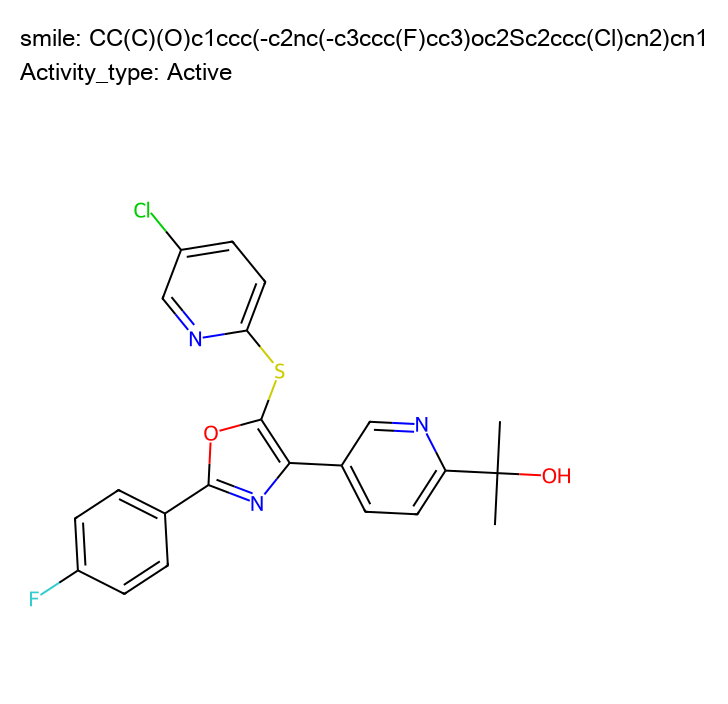 smile: CC(C)(O)c1ccc(-c2nc(-c3ccc(F)cc3)oc2Sc2ccc(Cl)cn2)cn1
Activity_type: Active
Cl
N
S
O
N
N
OH
F